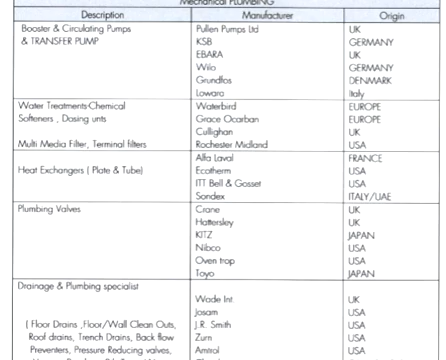 Mechanical PLUMBING
Description Manufacturer Origin
Booster & Circulating Pumps Pullen Pumps Ltd UK
& TRANSFER PUMP KSB GERMANY
EBARA UK
Wilo GERMANY
Grundfos DENMARK
Lowara Italy
Water Treatments-Chemical Waterbird EUROPE
Softeners , Dosing unts Grace Ocarban EUROPE
Cullighan UK
Multi Media Filter, Terminal filters Rochester Midland USA
Alfa Laval FRANCE
Heat Exchangers ( Plate & Tube) Ecotherm USA
ITT Bell & Gosset USA
Sondex ITALY/UAE
Plumbing Valves Crane UK
Hattersley UK
KITZ JAPAN
Nibco USA
Oven trop USA
Toyo JAPAN
Drainage & Plumbing specialist
Wade Int. UK
Josam USA
( Floor Drains ,Floor/Wall Clean Outs, J.R. Smith USA
Roof drains, Trench Drains, Back flow Zurn USA
Preventers, Pressure Reducing valves, Amtrol USA